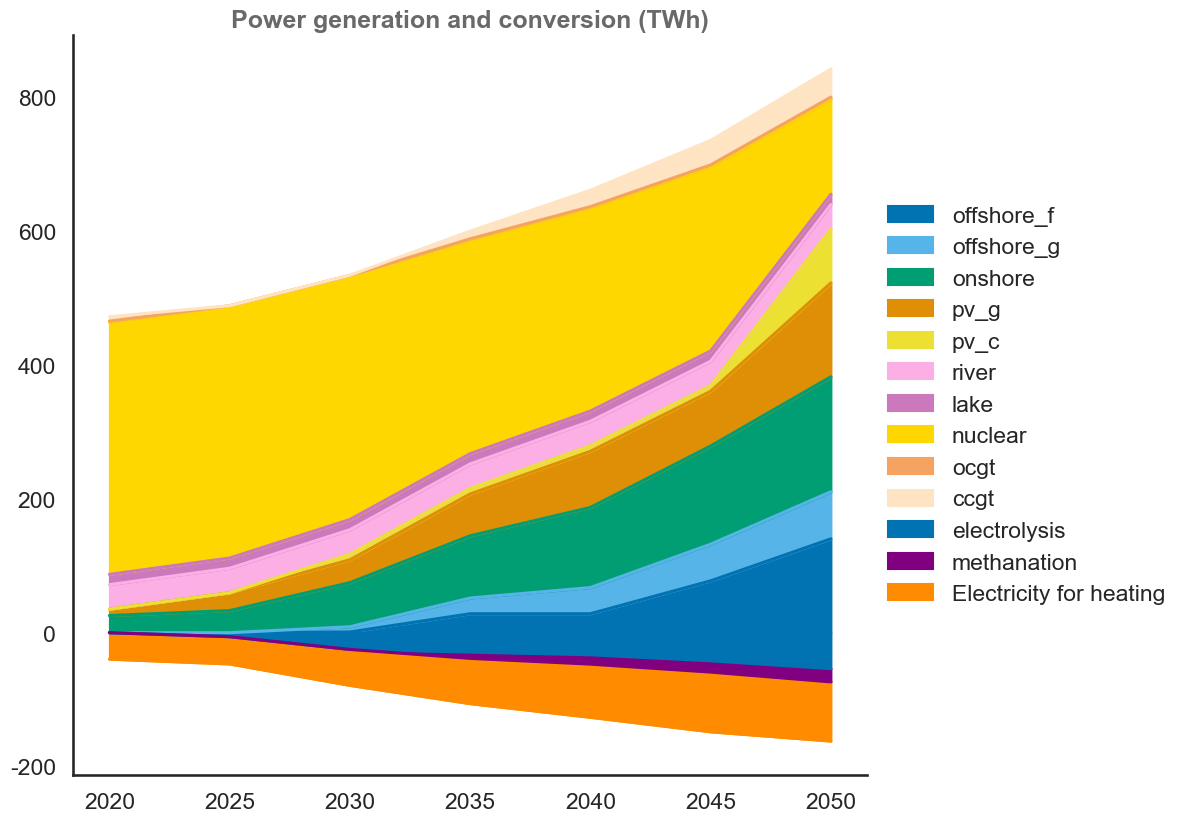 Power generation and conversion (TWh)
800
600
400
200
0
-200
2020 2025 2030 2035 2040 2045 2050
offshore_f
offshore_g
onshore
pv_g
pv_c
river
lake
nuclear
ocgt
ccgt
electrolysis
methanation
Electricity for heating